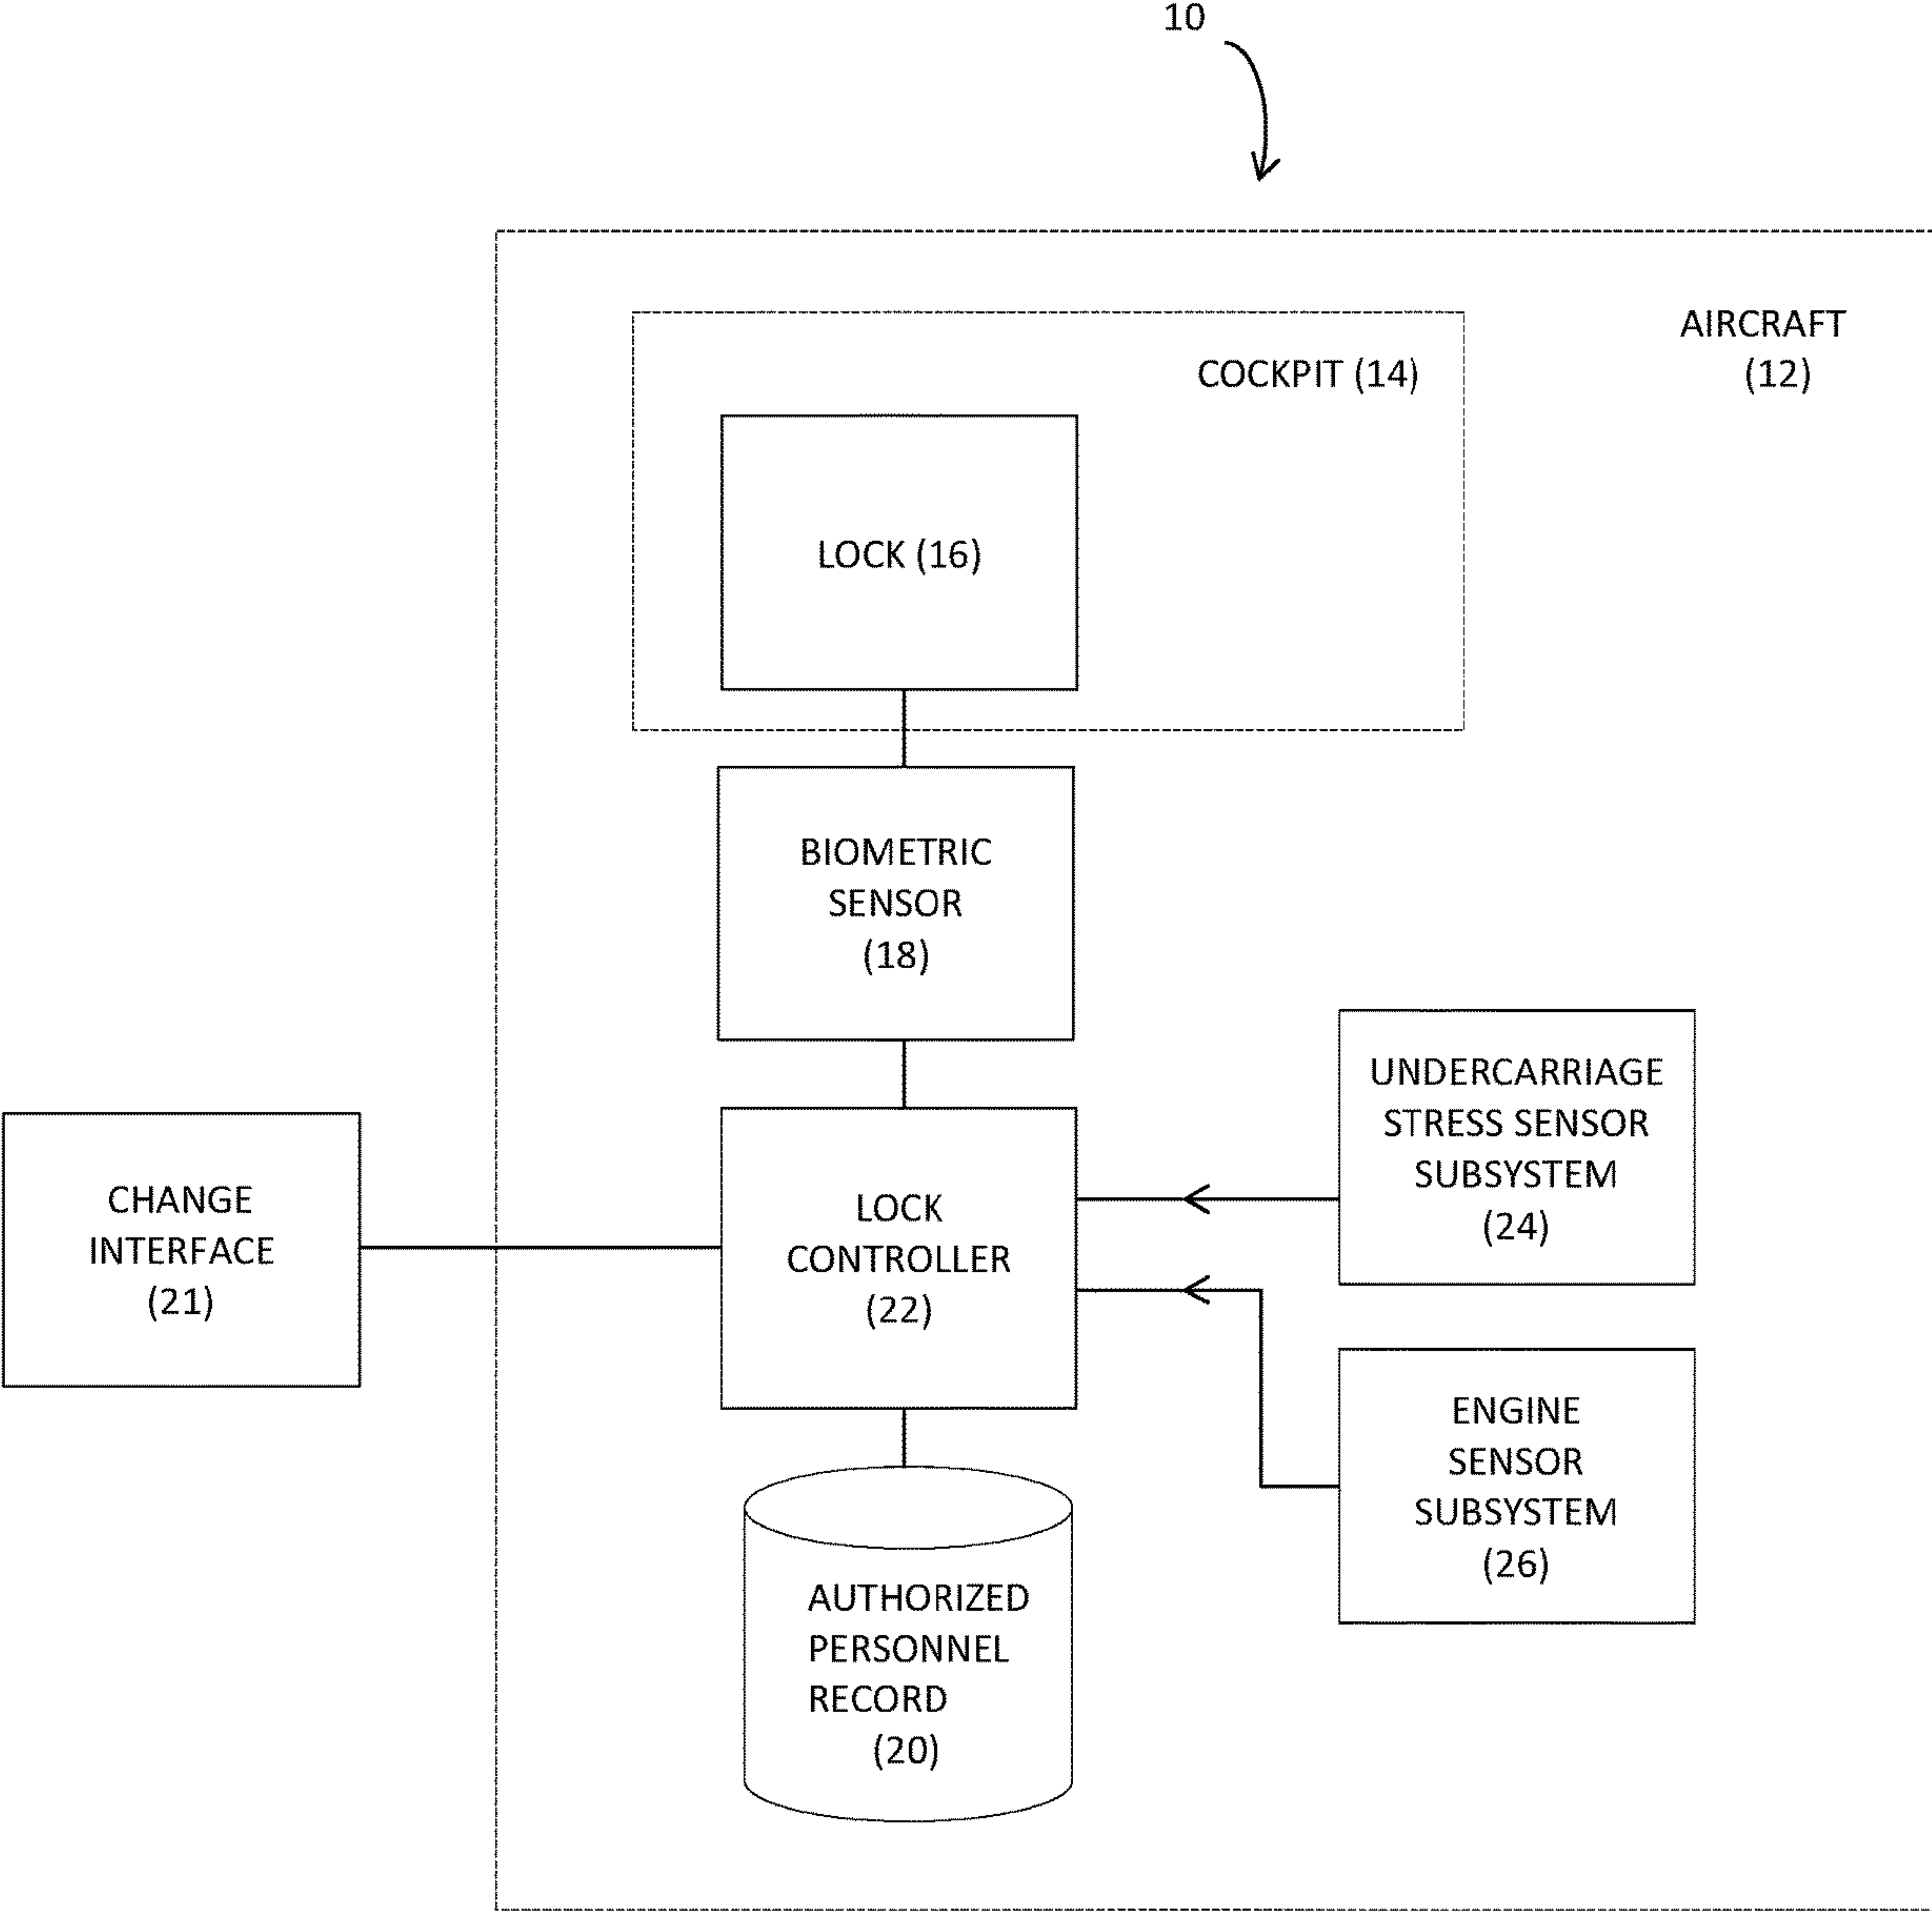 10
AIRCRAFT
(12)
COCKPIT (14)
LOCK (16)
BIOMETRIC
SENSOR
(18)
UNDERCARRIAGE
STRESS SENSOR
SUBSYSTEM
(24)
CHANGE
INTERFACE
(21)
LOCK
CONTROLLER
(22)
ENGINE
SENSOR
SUBSYSTEM
(26)
AUTHORIZED
PERSONNEL
RECORD
(20)